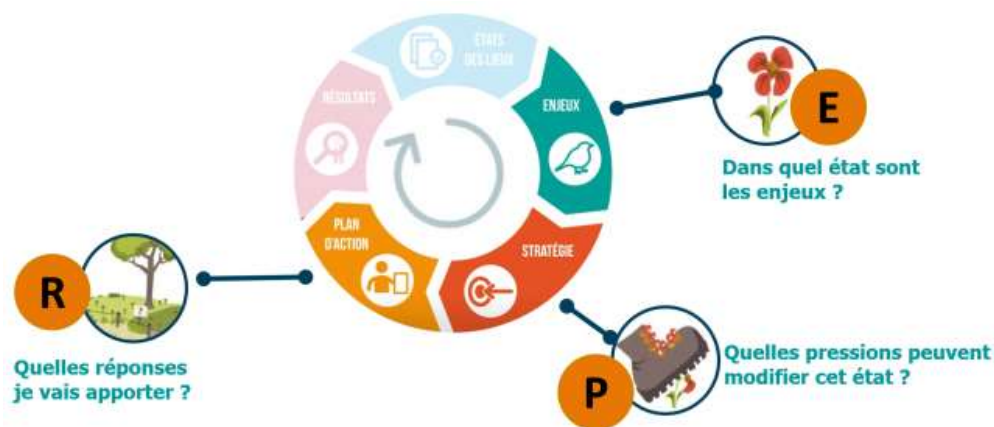 ÉTATS
DES LIEUX
RÉSULTATS
ENJEUX
E
Dans quel état sont
les enjeux ?
PLAN
D'ACTION
STRATÉGIE
R
Quelles réponses
je vais apporter ?
P
Quelles pressions peuvent
modifier cet état ?